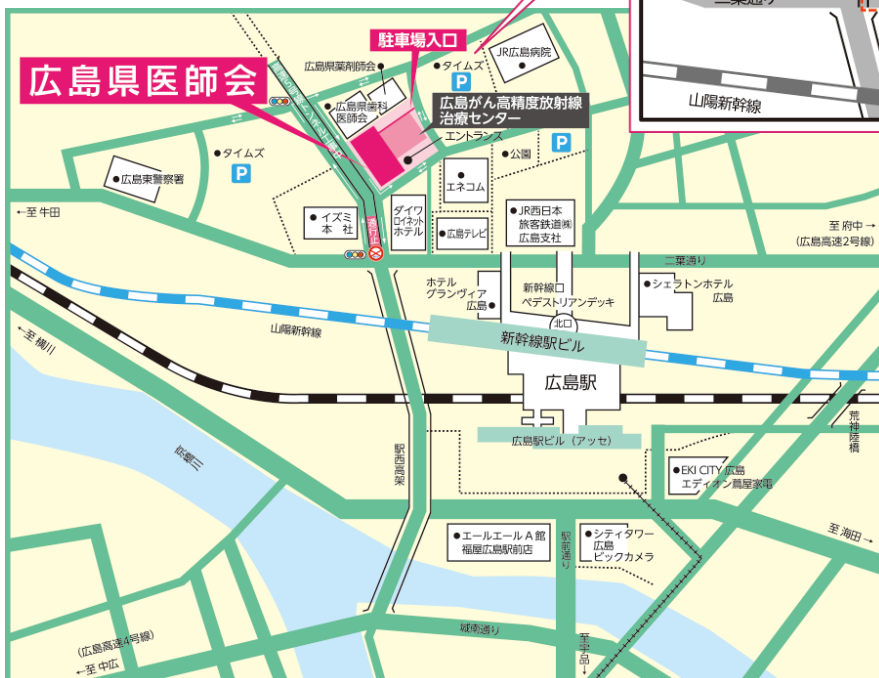 二葉通り
山陽新幹線
駐車場入口
JR広島病院
広島県薬剤師会
タイムズ
P
広島県医師会
広島県歯科
医師会
広島がん高精度放射線
治療センター
エントランス
P
公園
タイムズ
P
広島東警察署
エネコム
←至 牛田
イズミ
本社
通行止
ダイワ
ロイネット
ホテル
広島テレビ
JR西日本
旅客鉄道㈱
広島支社
至 府中→
(広島高速2号線)
二葉通り
ホテル
グランヴィア
広島
新幹線口
ペデストリアンデッキ
シェラトンホテル
広島
北口
山陽新幹線
新幹線駅ビル
←至 横川
広島駅
荒神陸橋
広島駅ビル（アッセ）
京橋川
駅西高架
EKI CITY 広島
エディオン蔦屋家電
至 海田→
エールエールA館
福屋広島駅前店
駅前通り
シティタワー
広島
ビックカメラ
城南通り
(広島高速4号線)
←至 中広
至宇品→